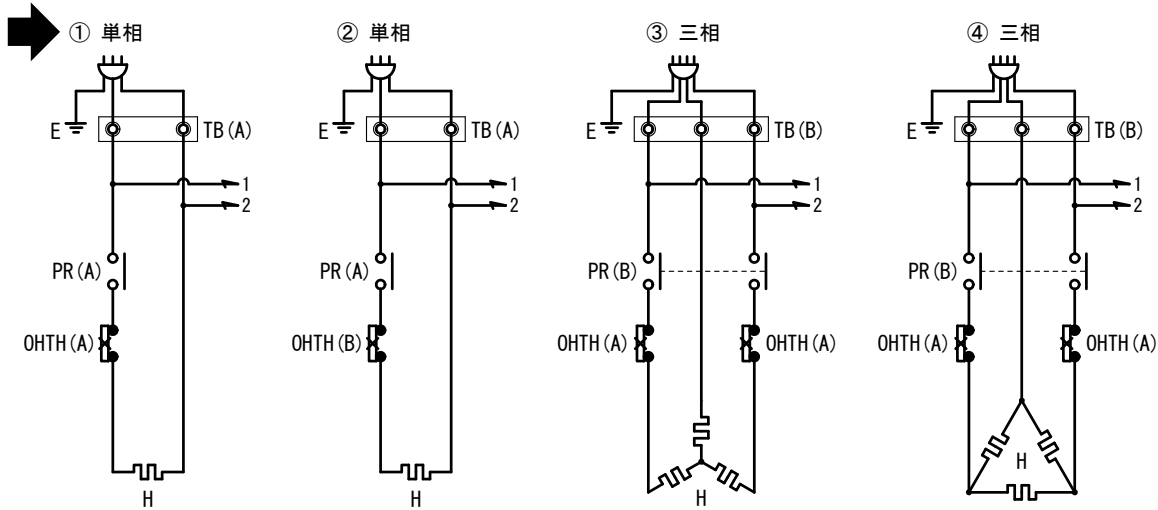 ① 単相
② 単相
③ 三相
④ 三相
E
TB(A)
E
TB(A)
E
TB(B)
E
TB(B)
1
1
1
1
2
2
2
2
PR(A)
PR(A)
PR(B)
PR(B)
OHTH(A)
OHTH(B)
OHTH(A)
OHTH(A)
OHTH(A)
OHTH(A)
H
H
H
H